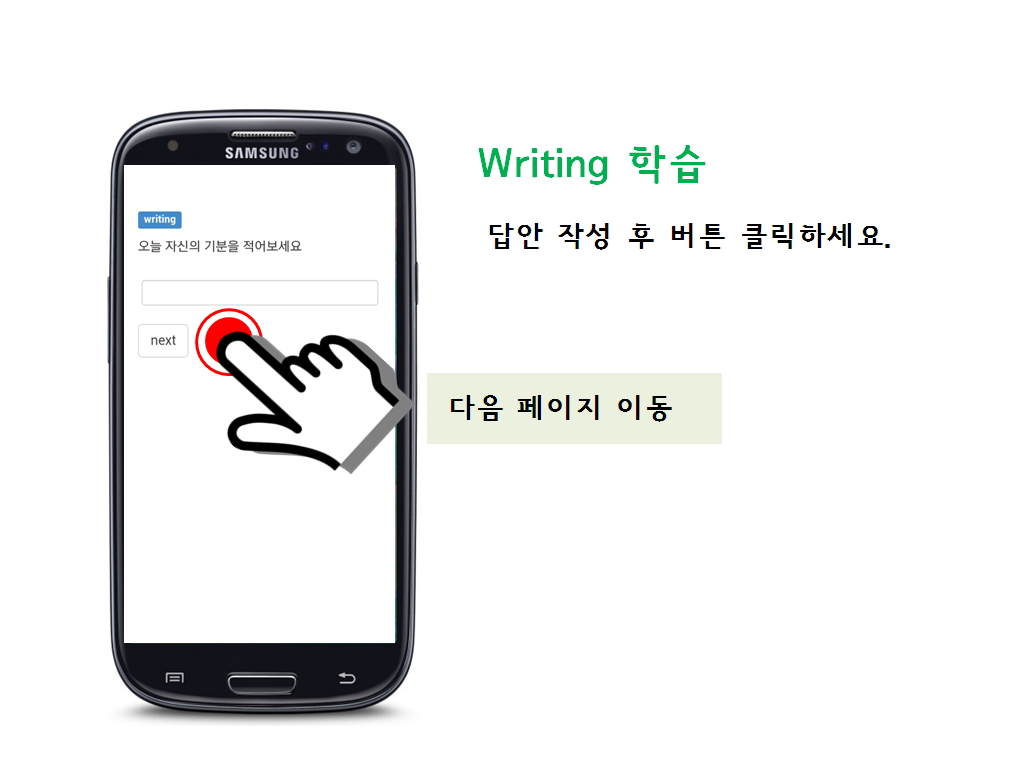 SAMSUNG
writing
오늘 자신의 기분을 적어보세요
next
Writing 학습
답안 작성 후 버튼 클릭하세요.
다음 페이지 이동